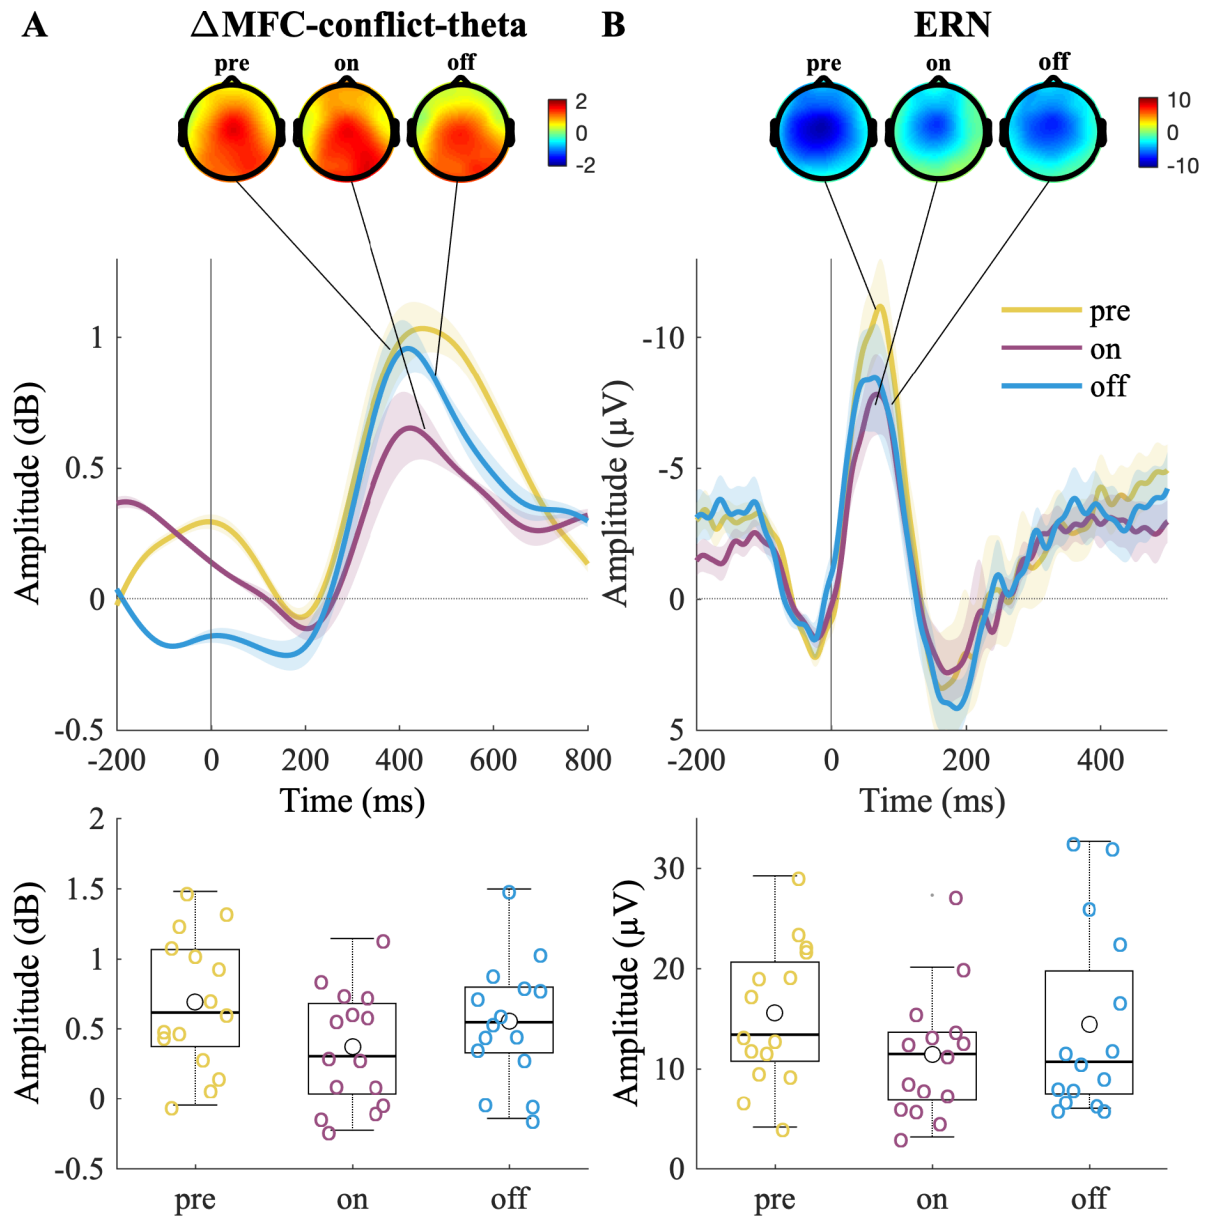 A
ΔMFC-conflict-theta
pre
on
off
2
0
-2
1
0.5
0
-0.5
Amplitude (dB)
-200
0
200
400
600
800
Time (ms)
B
ERN
pre
on
off
10
0
-10
pre
on
off
-10
-5
0
5
Amplitude (µV)
-200
0
200
400
Time (ms)
2
1.5
1
0.5
0
-0.5
Amplitude (dB)
pre
on
off
30
20
10
0
Amplitude (µV)
pre
on
off